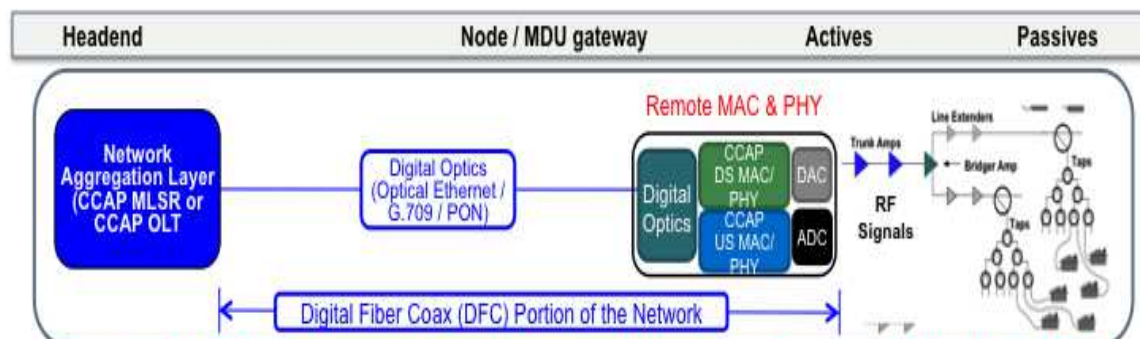 Headend Node / MDU gateway Actives Passives
Remote MAC & PHY
Network
Aggregation Layer
(CCAP MLSR or
CCAP OLT
Digital Optics
(Optical Ethernet /
G.709 / PON)
Digital
Optics
CCAP
DS MAC/
PHY
DAC
CCAP
US MAC/
PHY
ADC
Line Extenders
Trunk Amps
Bridger Amp
Taps
RF
Signals
Taps
Digital Fiber Coax (DFC) Portion of the Network